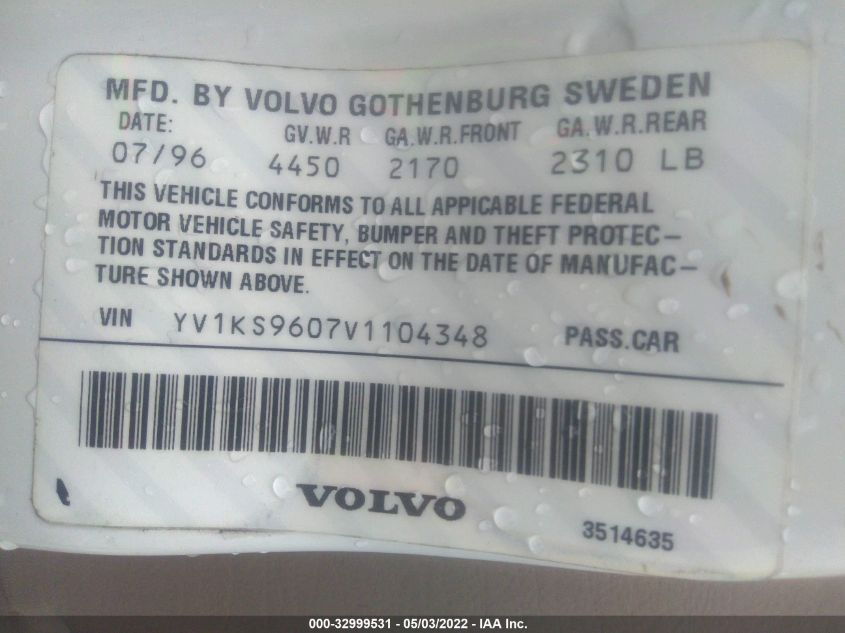 MFD. BY VOLVO GOTHENBURG SWEDEN
DATE: GV.W.R GA.W.R.FRONT GA.W.R.REAR
07/96 4450 2170 2310 LB
THIS VEHICLE CONFORMS TO ALL APPICABLE FEDERAL
MOTOR VEHICLE SAFETY, BUMPER AND THEFT PROTEC-
TION STANDARDS IN EFFECT ON THE DATE OF MANUFAC-
TURE SHOWN ABOVE.
VIN YV1KS9607V1104348 PASS.CAR
VOLVO
3514635
000-32999531 - 05/03/2022 - IAA Inc.